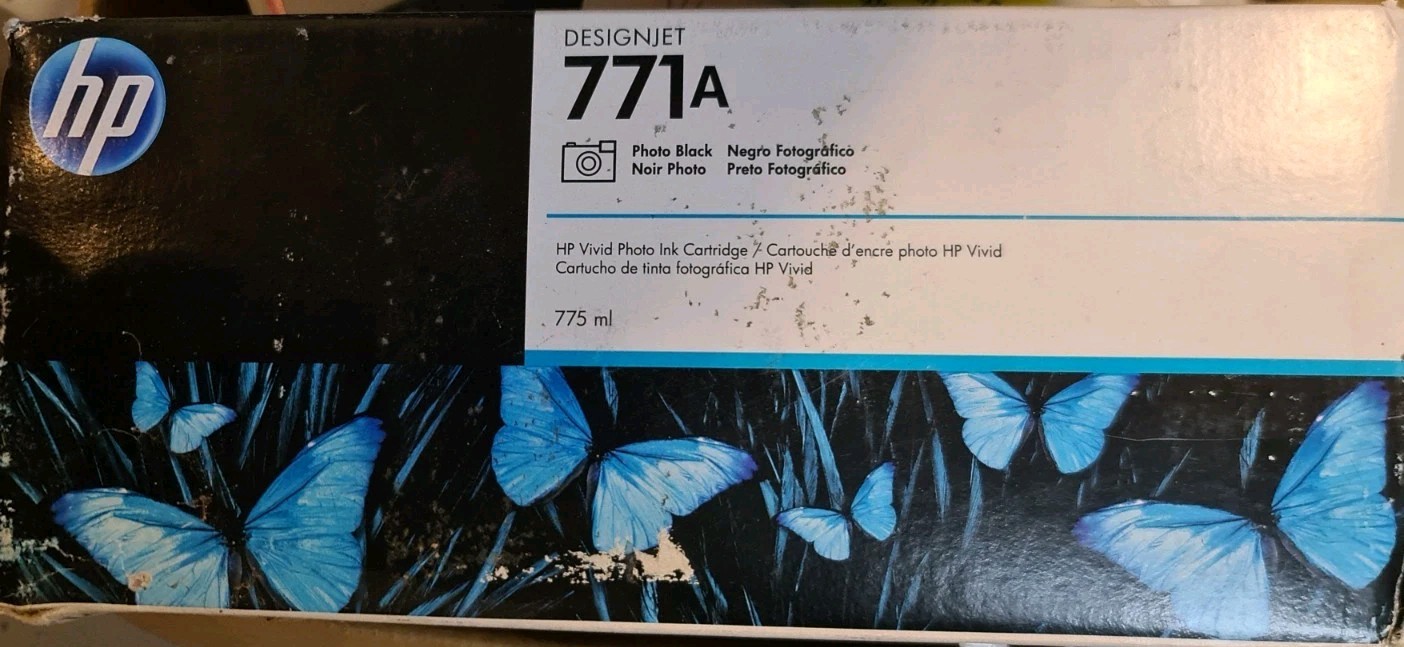 hp
DESIGNJET
771A
Photo Black Negro Fotográfico
Noir Photo Preto Fotográfico
HP Vivid Photo Ink Cartridge / Cartouche d'encre photo HP Vivid
Cartucho de tinta fotográfica HP Vivid
775 ml